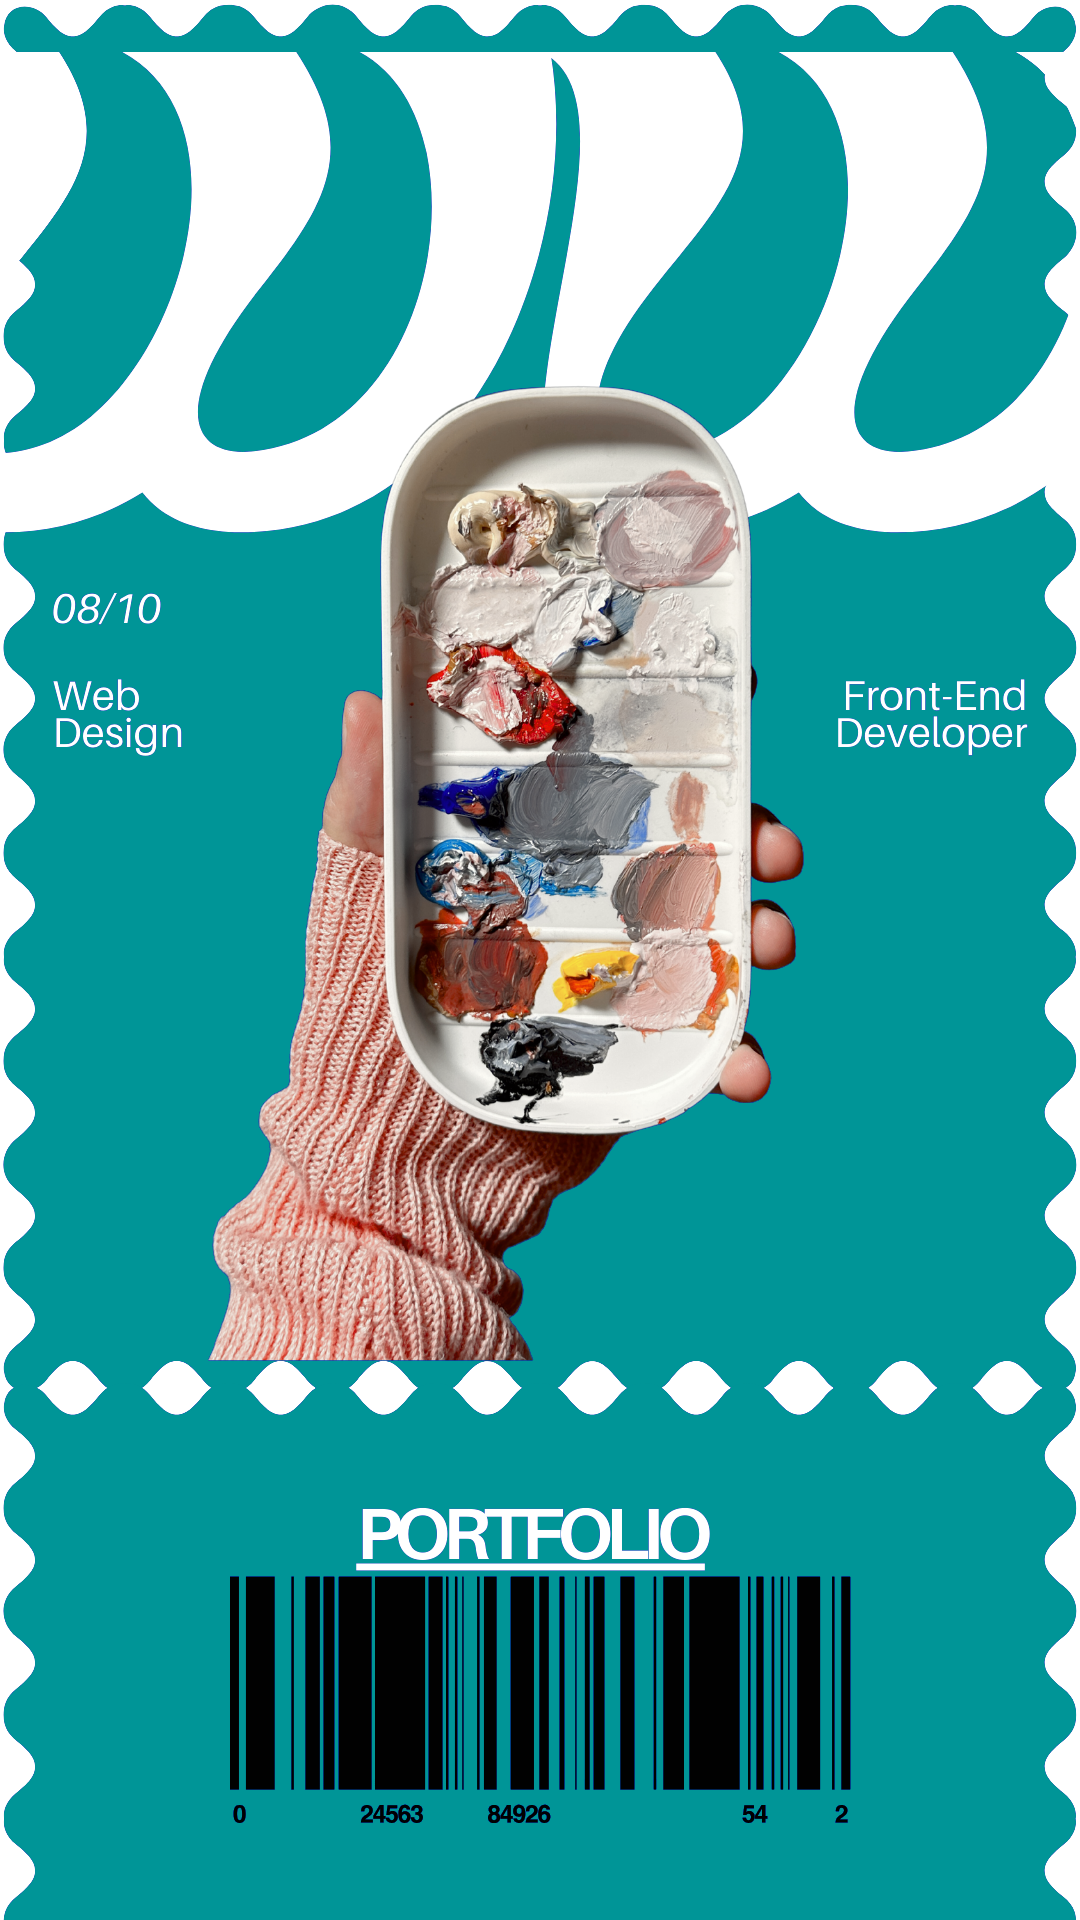 08/10
Web
Design
Front-End
Developer
PORTFOLIO
0 24563 84926 54 2